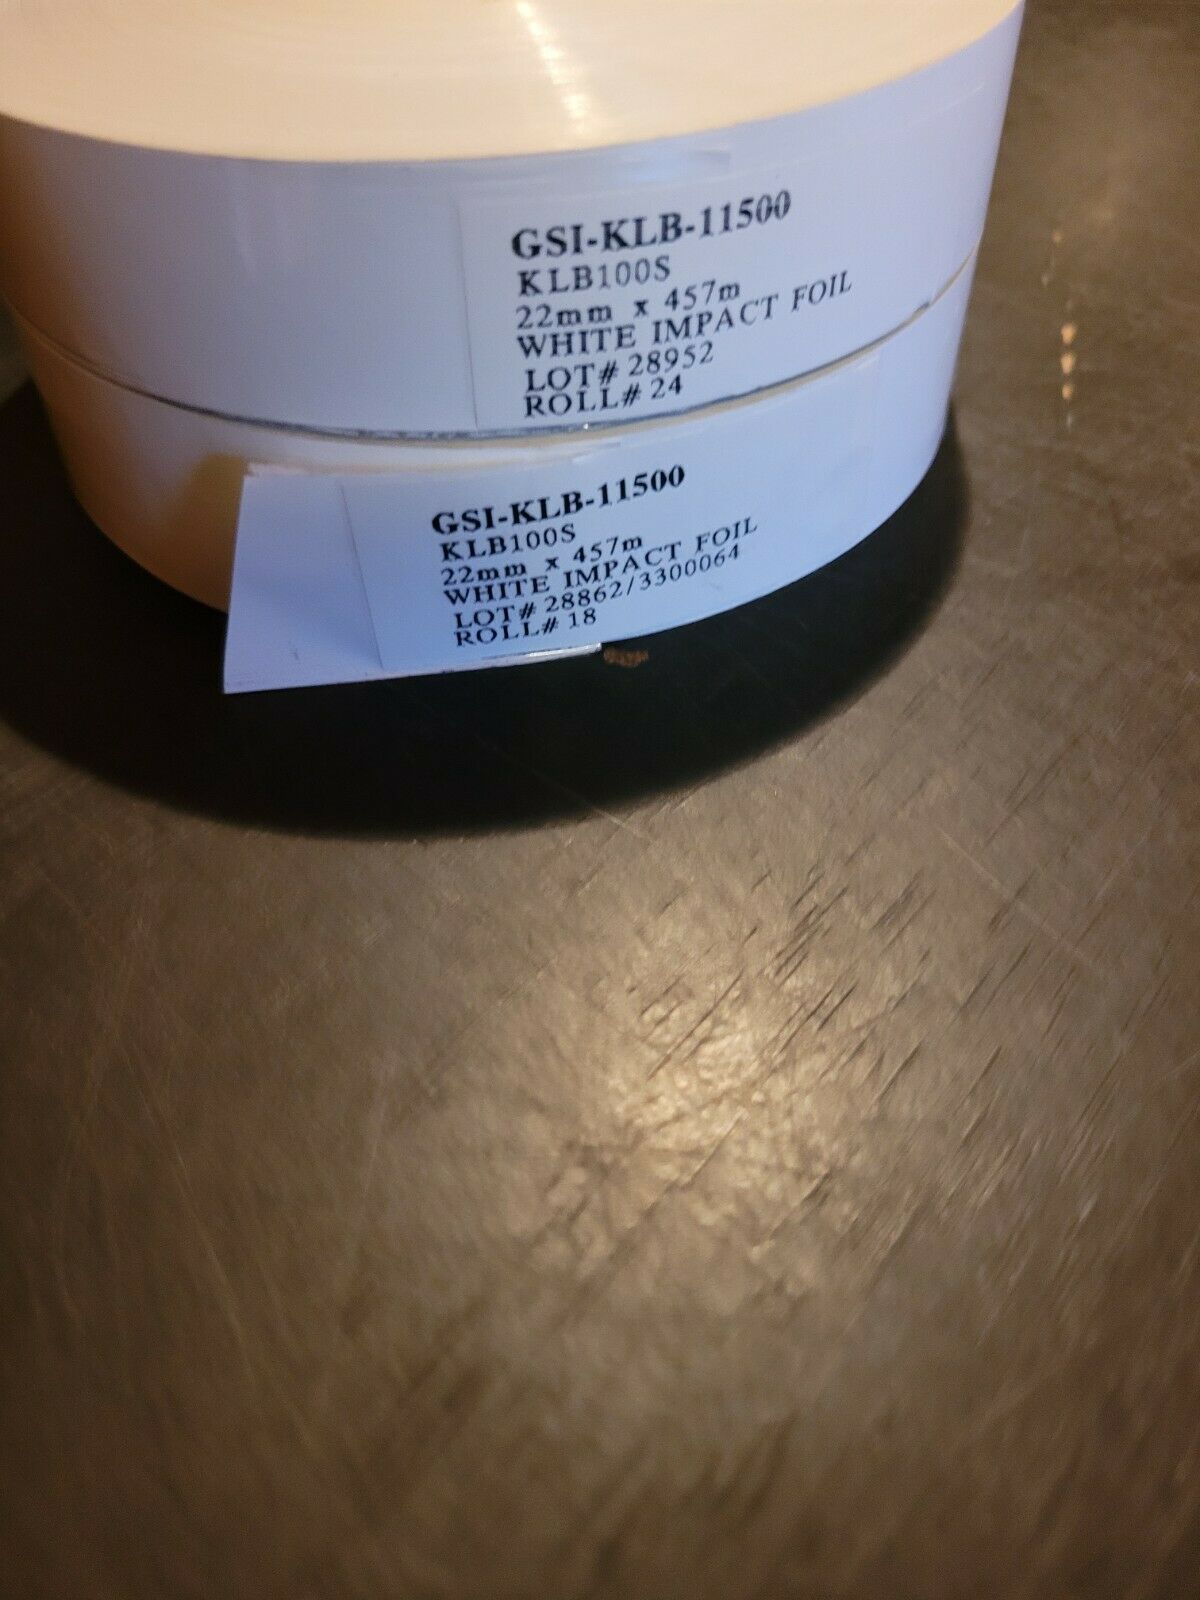 GSI-KLB-11500
KLB100S
22mm x 457m
WHITE IMPACT FOIL
LOT# 28952
ROLL# 24
GSI-KLB-11500
KLB100S
22mm x 457m
WHITE IMPACT FOIL
LOT# 28862/3300064
ROLL# 18